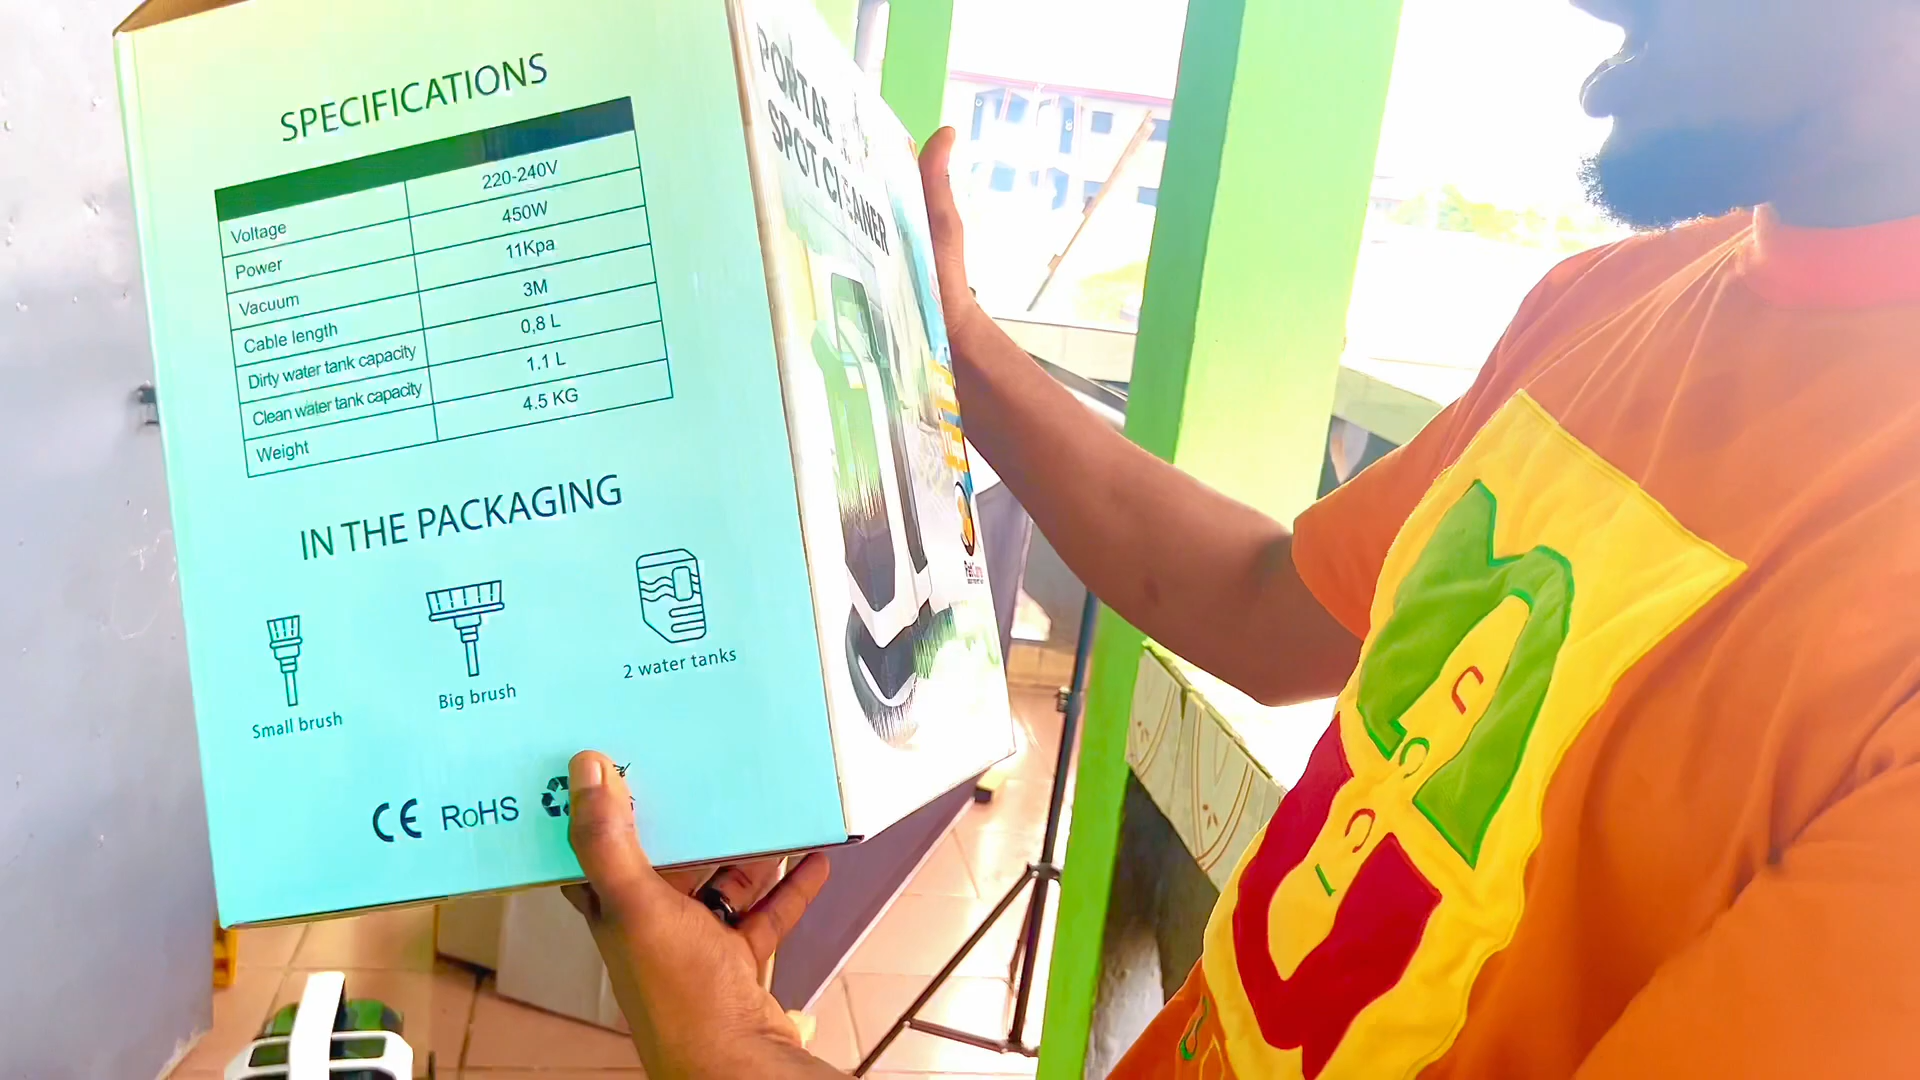 SPECIFICATIONS
Voltage 220-240V
Power 450W
Vacuum 11Kpa
Cable length 3M
Dirty water tank capacity 0,8 L
Clean water tank capacity 1.1 L
Weight 4.5 KG
IN THE PACKAGING
Small brush
Big brush
2 water tanks
CE RoHS
SPOT CLEANER